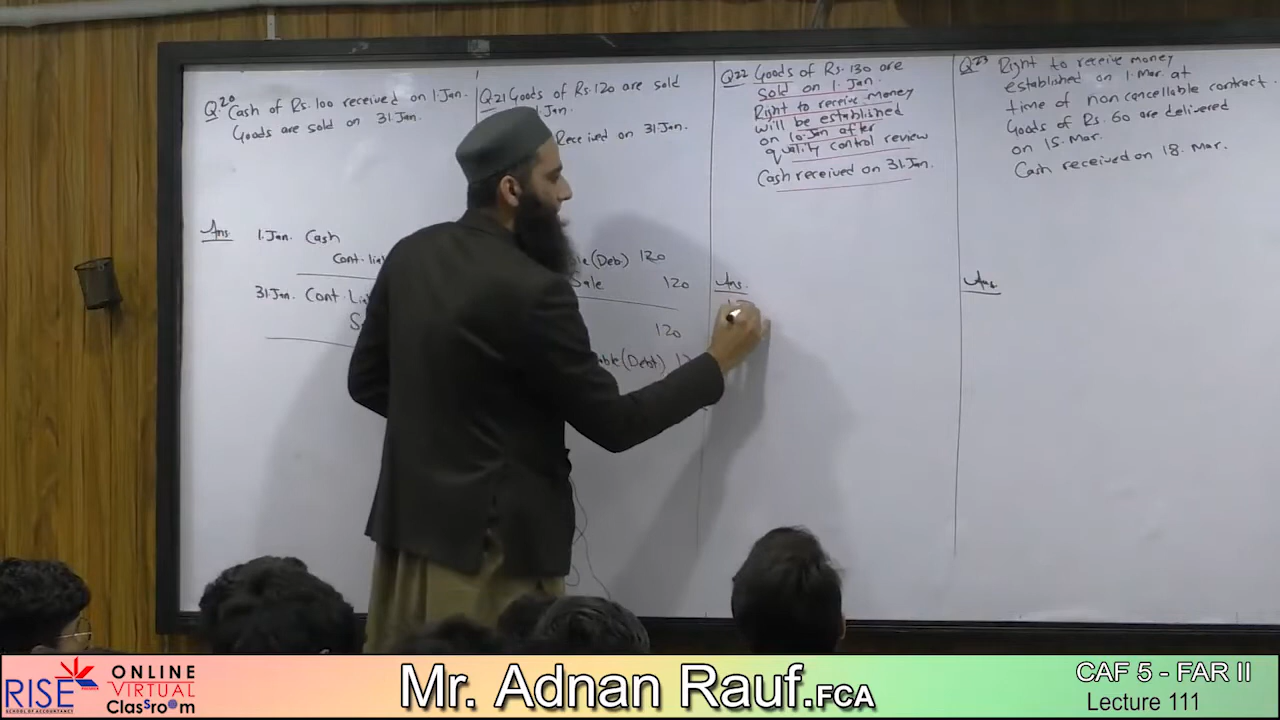 Q20 Cash of Rs.100 received on 1.Jan.
Goods are sold on 31.Jan.
Ans. 1.Jan. Cash
31.Jan. Cont.
Q21 Goods of Rs.120 are sold
Jan.
Received on 31.Jan.
(Deb) 120
Sale 120
120
(Debt)
Q22 Goods of Rs.130 are
sold on 1.Jan.
Right to receive money
will be established
on 10.Jan after
quality control review
Cash received on 31.Jan.
Ans.
Q23 Right to receive money
established on 1.Mar. at
time of noncancellable contract.
Goods of Rs. 60 are delivered
on 15.Mar.
Cash received on 18.Mar.
Ans.
RISE
SCHOOL OF ACCOUNTANCY
ONLINE
VIRTUAL
Classroom
Mr. Adnan Rauf.FCA
CAF 5 - FAR II
Lecture 111